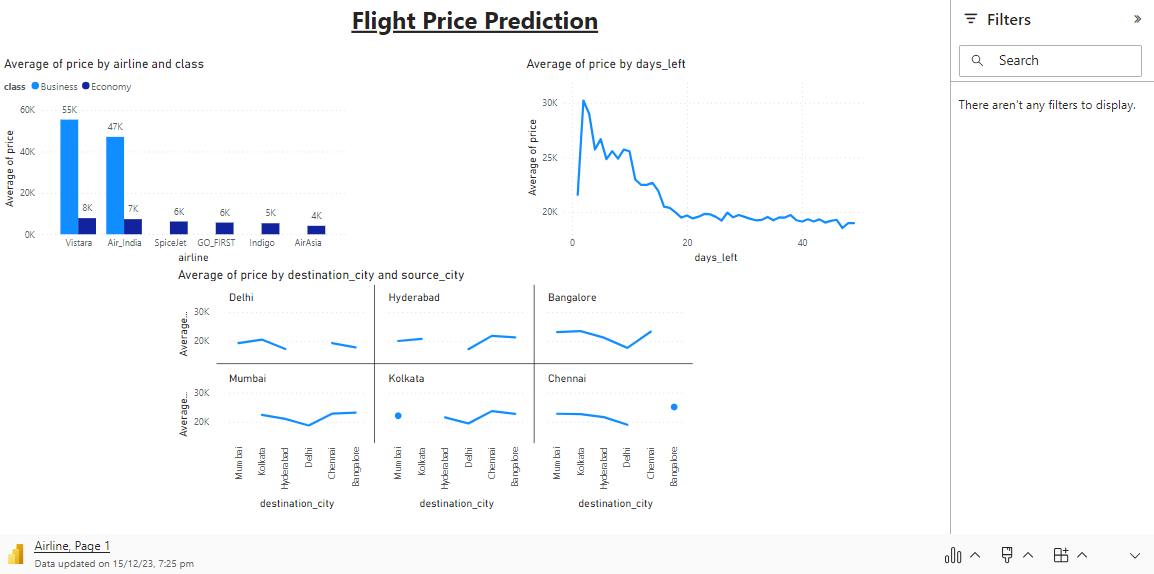 Flight Price Prediction
Filters
Search
There aren't any filters to display.
Average of price by airline and class
class Business Economy
Average of price
60K
40K
20K
0K
55K
8K
47K
7K
6K
6K
5K
4K
Vistara Air_India SpiceJet GO_FIRST Indigo AirAsia
airline
Average of price by days_left
Average of price
30K
25K
20K
0 20 40
days_left
Average of price by destination_city and source_city
Delhi Hyderabad Bangalore
Average...
30K
20K
Mumbai Kolkata Chennai
Average...
30K
20K
Mumbai Kolkata Hyderabad Delhi Chennai Bangalore
Mumbai Kolkata Hyderabad Delhi Chennai Bangalore
Mumbai Kolkata Hyderabad Delhi Chennai Bangalore
destination_city destination_city destination_city
Airline, Page 1
Data updated on 15/12/23, 7:25 pm